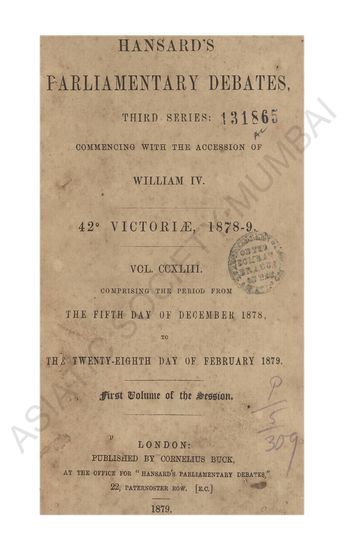 HANSARD'S
PARLIAMENTARY DEBATES,
THIRD SERIES:
131865
COMMENCING WITH THE ACCESSION OF
WILLIAM IV.
42° VICTORIÆ, 1878-9.
VOL. CCXLIII.
COMPRISING THE PERIOD FROM
THE FIFTH DAY OF DECEMBER 1878,
TO
THE TWENTY-EIGHTH DAY OF FEBRUARY 1879.
First Volume of the Session.
P/5
309
LONDON:
PUBLISHED BY CORNELIUS BUCK,
AT THE OFFICE FOR "HANSARD'S PARLIAMENTARY DEBATES,"
22, PATERNOSTER ROW. [E.C.]
1879.
ASIATIC SOCIETY MUMBAI